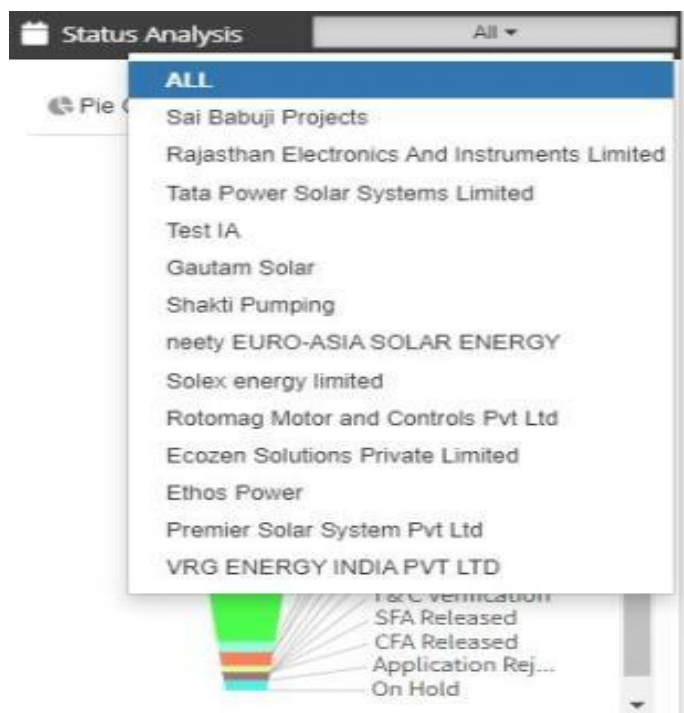 Status Analysis
All
ALL
Pie
Sai Babuji Projects
Rajasthan Electronics And Instruments Limited
Tata Power Solar Systems Limited
Test IA
Gautam Solar
Shakti Pumping
neety EURO-ASIA SOLAR ENERGY
Solex energy limited
Rotomag Motor and Controls Pvt Ltd
Ecozen Solutions Private Limited
Ethos Power
Premier Solar System Pvt Ltd
VRG ENERGY INDIA PVT LTD
I & C Verification
SFA Released
CFA Released
Application Rej...
On Hold